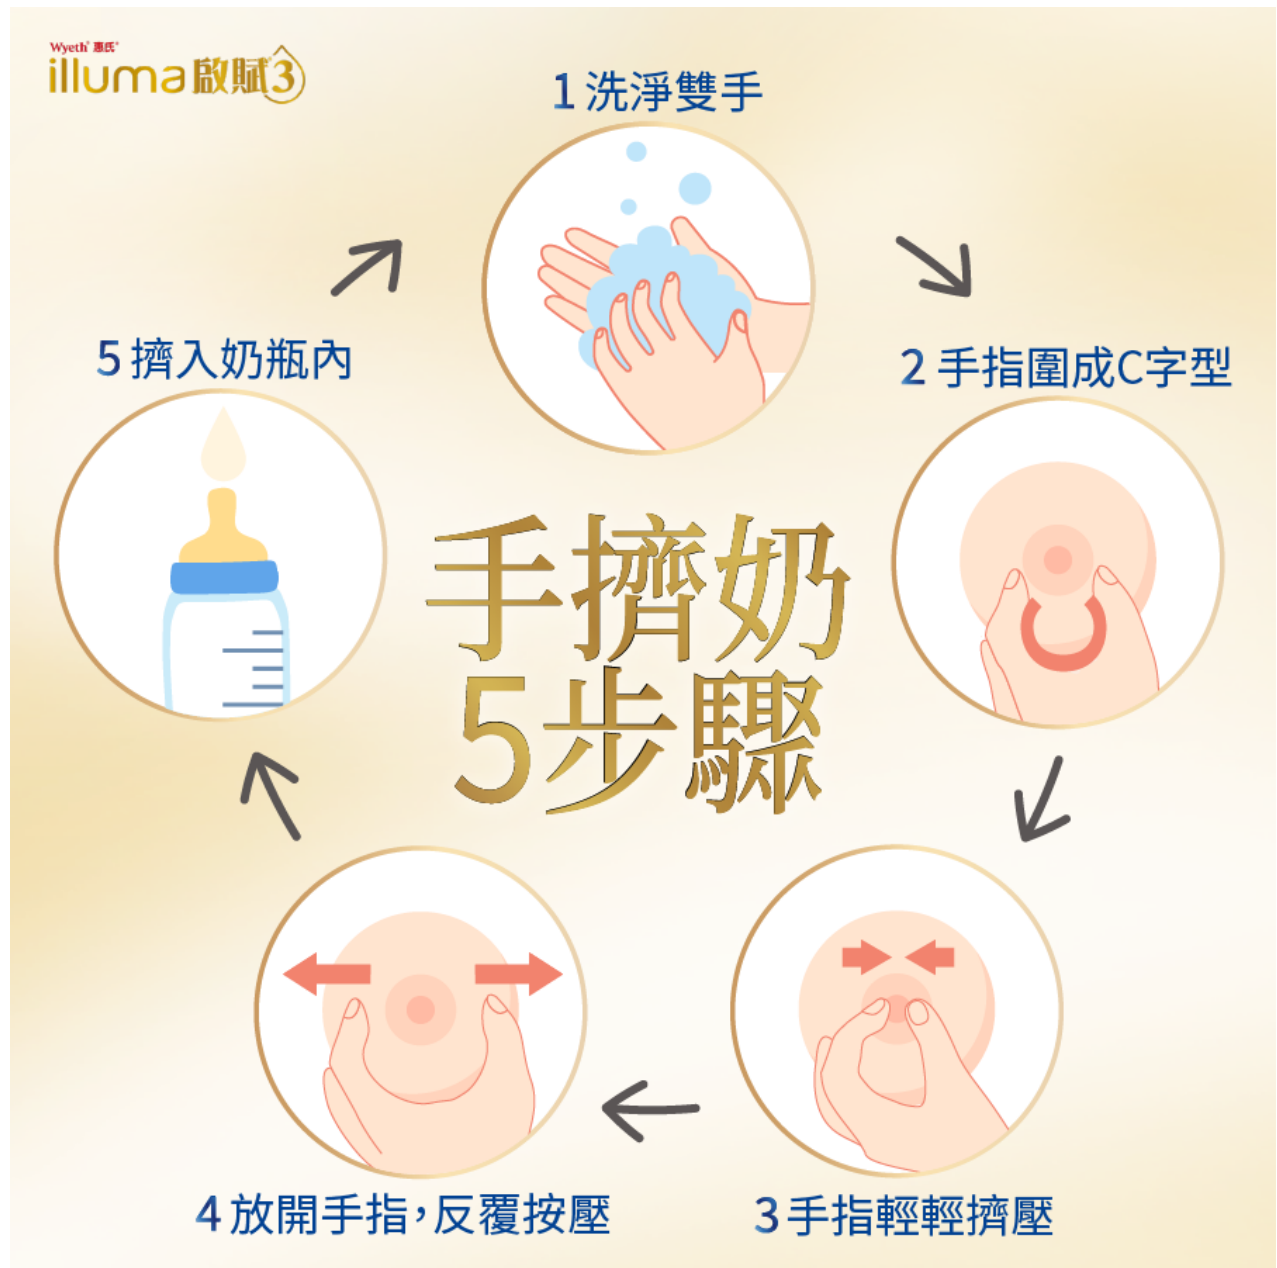 Wyeth® 惠氏®
illuma 啟賦3
1 洗淨雙手
5 擠入奶瓶內
2 手指圍成C字型
手擠奶
5步驟
4 放開手指,反覆按壓
3 手指輕輕擠壓